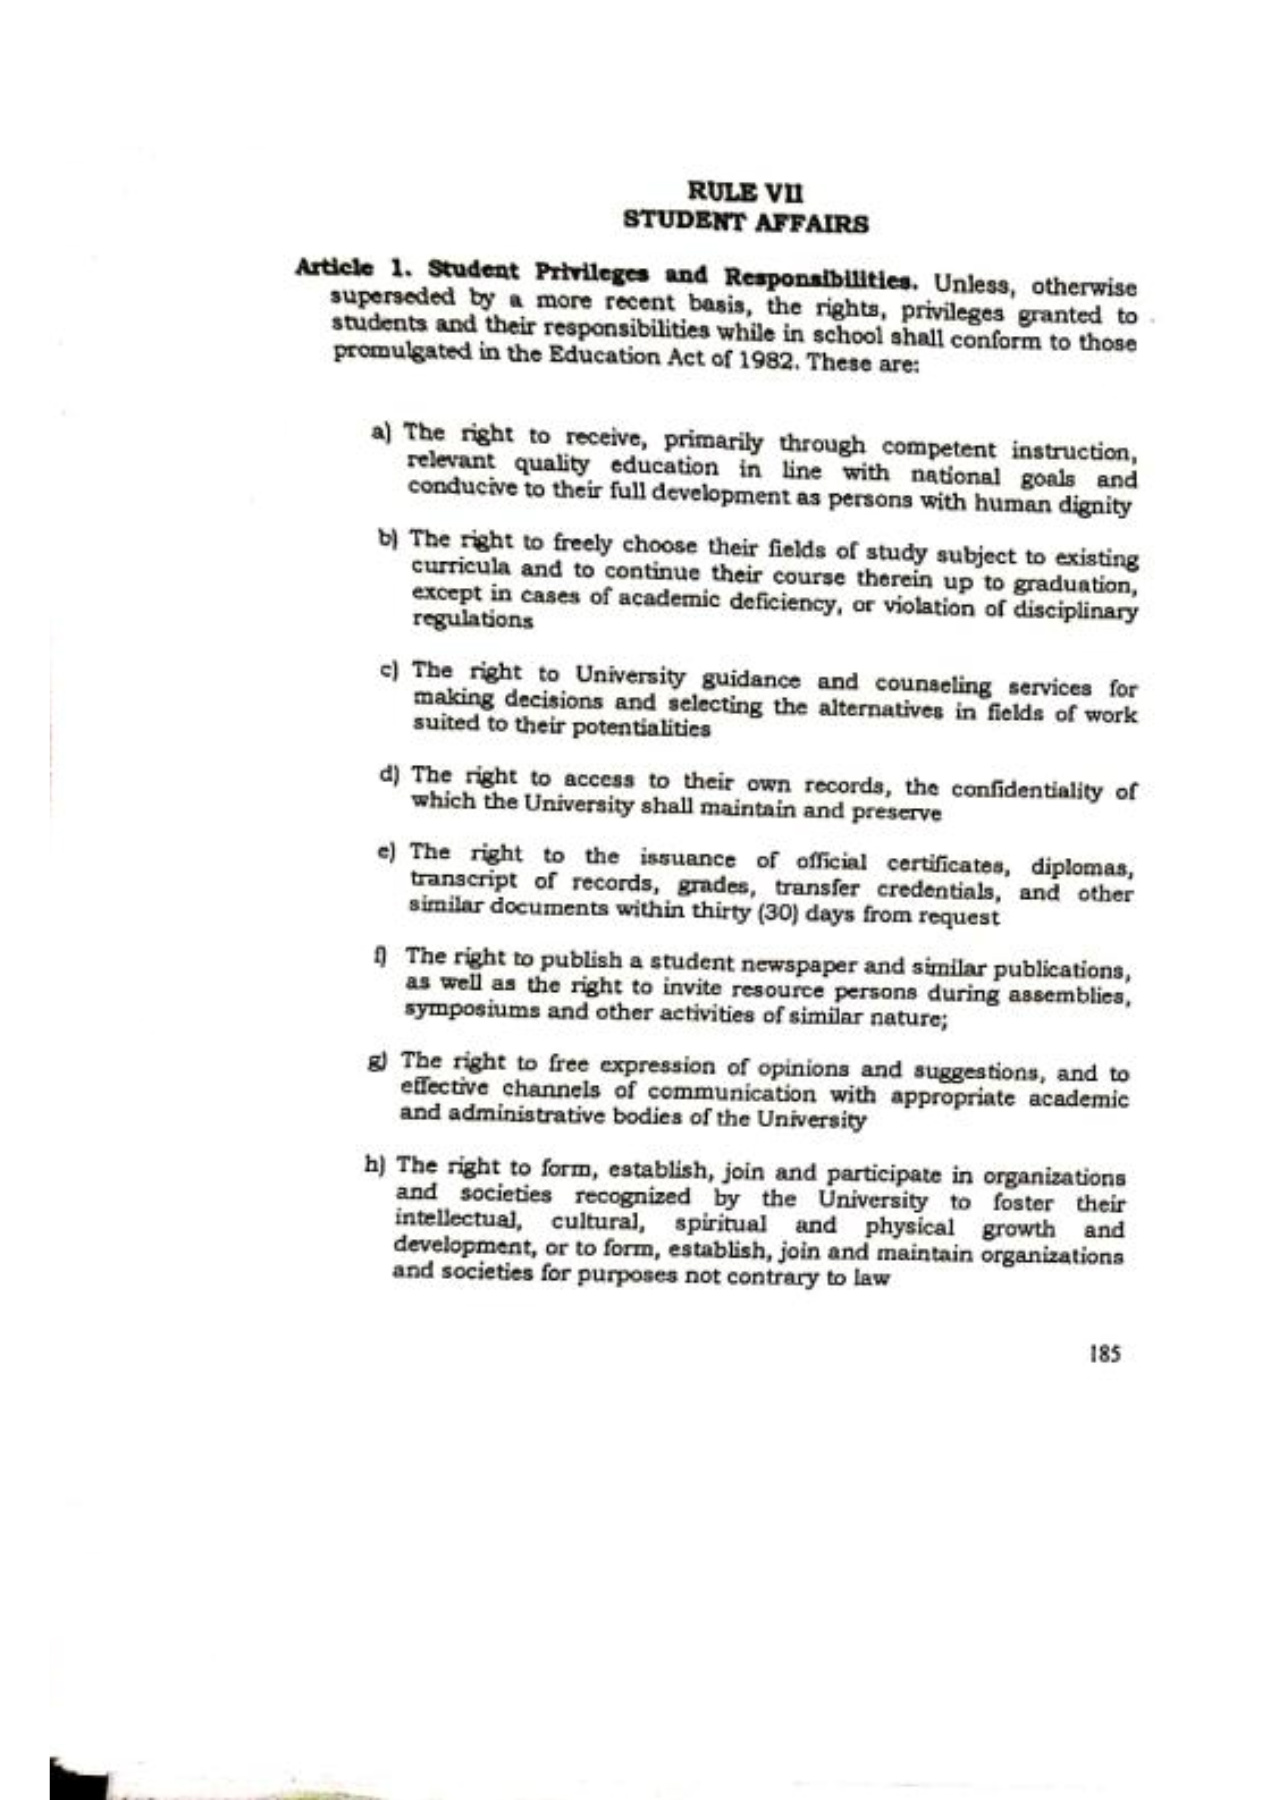 RULE VII
STUDENT AFFAIRS
Article 1. Student Privileges and Responsibilities. Unless, otherwise
superseded by a more recent basis, the rights, privileges granted to
students and their responsibilities while in school shall conform to those
promulgated in the Education Act of 1982. These are:
a) The right to receive, primarily through competent instruction,
relevant quality education in line with national goals and
conducive to their full development as persons with human dignity
b) The right to freely choose their fields of study subject to existing
curricula and to continue their course therein up to graduation,
except in cases of academic deficiency, or violation of disciplinary
regulations
c) The right to University guidance and counseling services for
making decisions and selecting the alternatives in fields of work
suited to their potentialities
d) The right to access to their own records, the confidentiality of
which the University shall maintain and preserve
e) The right to the issuance of official certificates, diplomas,
transcript of records, grades, transfer credentials, and other
similar documents within thirty (30) days from request
f) The right to publish a student newspaper and similar publications,
as well as the right to invite resource persons during assemblies,
symposiums and other activities of similar nature;
g) The right to free expression of opinions and suggestions, and to
effective channels of communication with appropriate academic
and administrative bodies of the University
h) The right to form, establish, join and participate in organizations
and societies recognized by the University to foster their
intellectual, cultural, spiritual and physical growth and
development, or to form, establish, join and maintain organizations
and societies for purposes not contrary to law
185